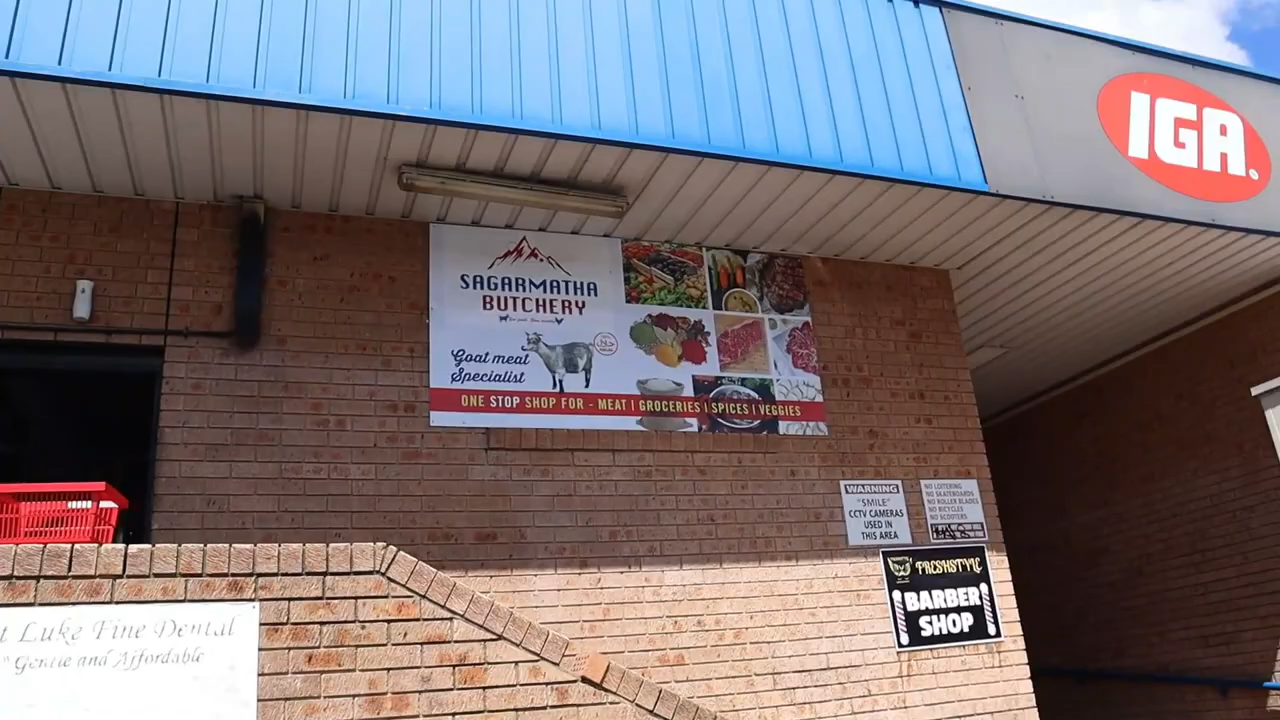 IGA
SAGARMATHA
BUTCHERY
Goat meat
Specialist
ONE STOP SHOP FOR - MEAT | GROCERIES | SPICES | VEGGIES
WARNING
"SMILE"
CCTV CAMERAS
USED IN
THIS AREA
NO LOITERING
NO SKATEBOARDS
NO ROLLER BLADES
NO BICYCLES
NO SCOOTERS
FRESHSTYLE
BARBER
SHOP
t Luke Fine Dental
"Gentle and Affordable